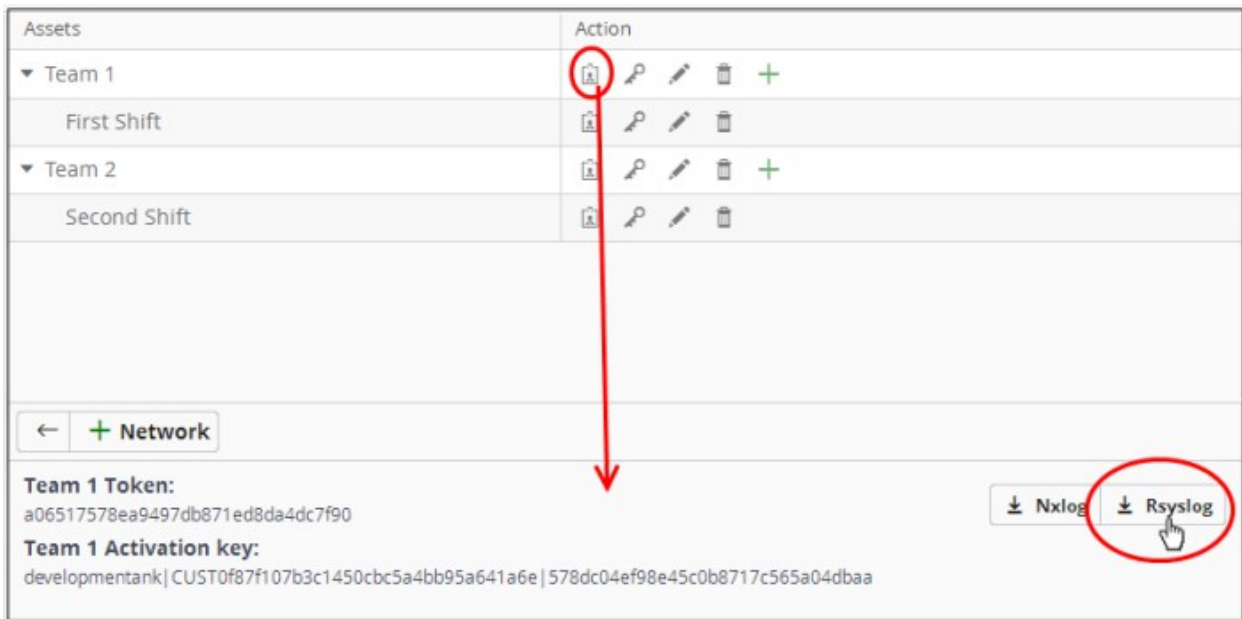 Assets Action
Team 1
First Shift
Team 2
Second Shift
← + Network
Team 1 Token:
a06517578ea9497db871ed8da4dc7f90
Nxlog Rsyslog
Team 1 Activation key:
developmentank|CUST0f87f107b3c1450cbc5a4bb95a641a6e|578dc04ef98e45c0b8717c565a04dbaa